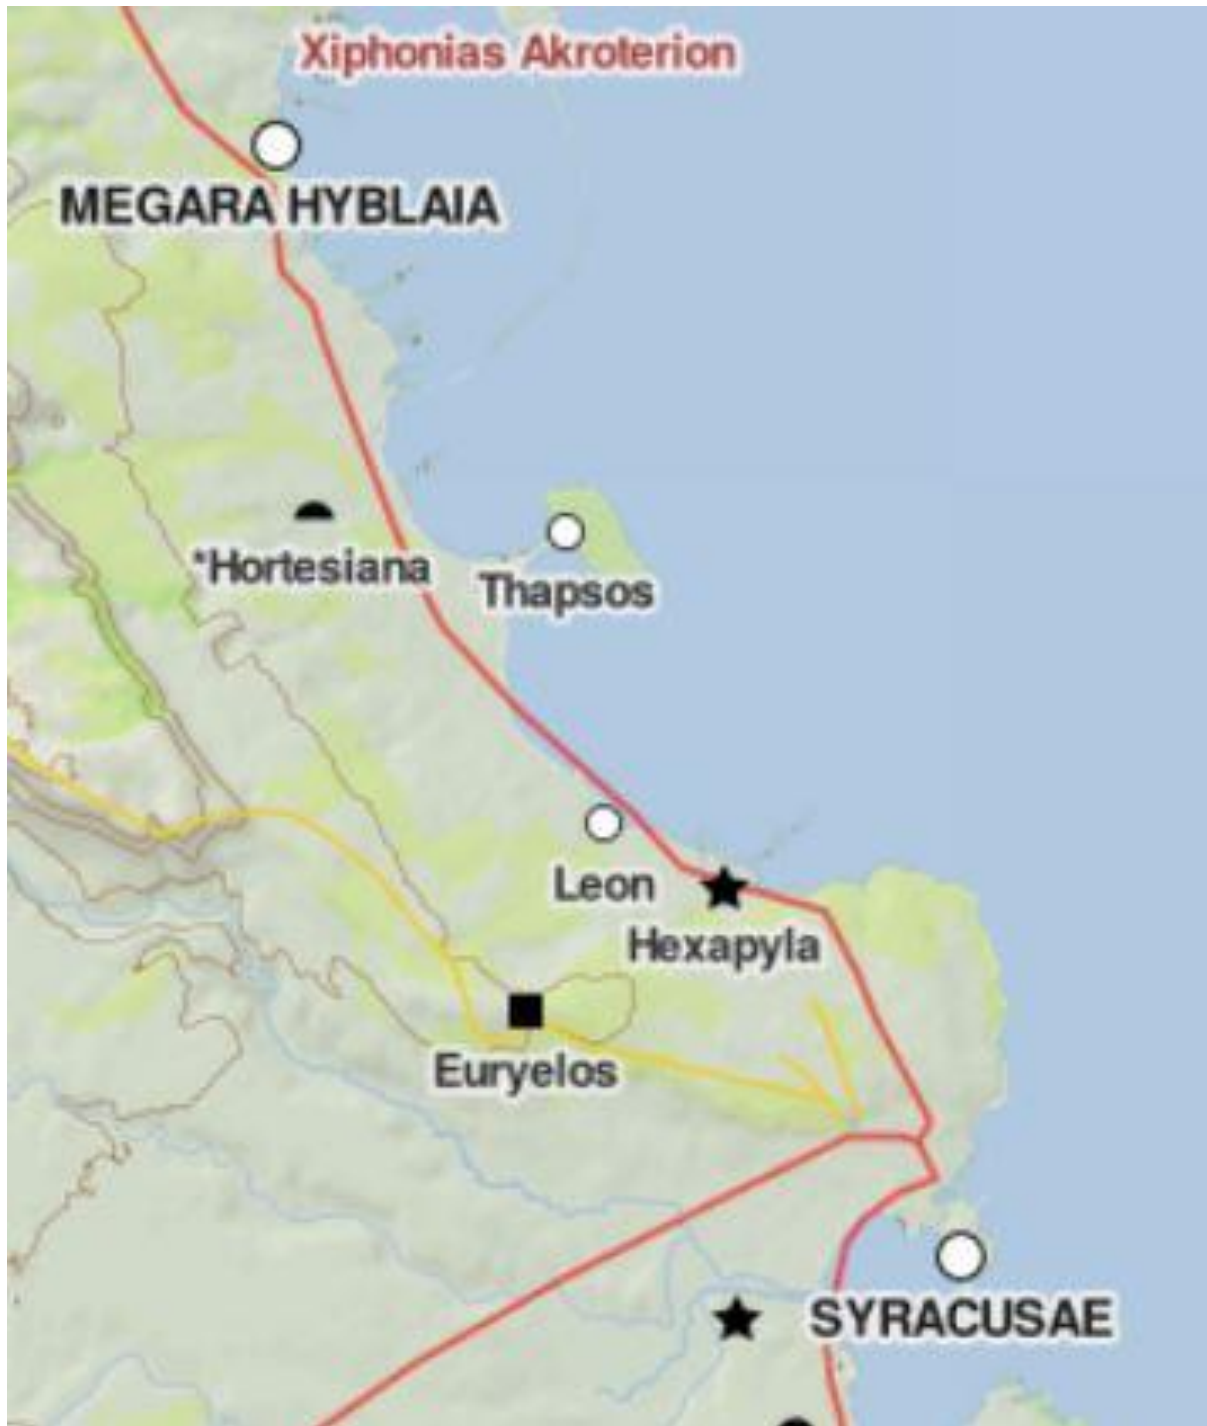 Xiphonias Akroterion
MEGARA HYBLAIA
*Hortesiana
Thapsos
Leon
Hexapyla
Euryelos
SYRACUSAE